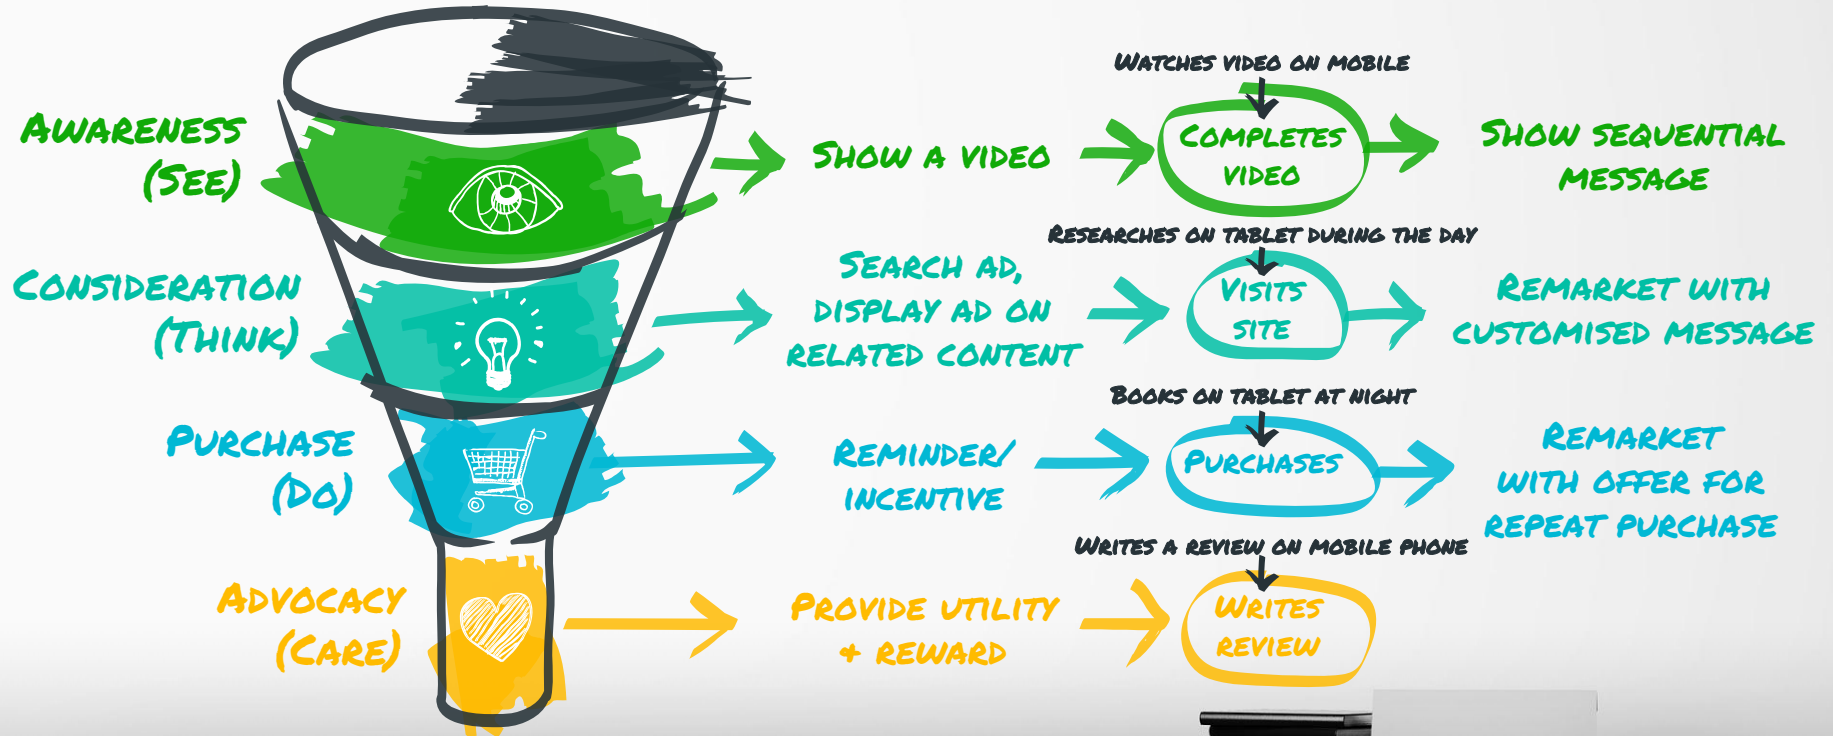 Awareness
(See)
Show a video
Watches video on mobile
Completes
video
Show sequential
message
Consideration
(Think)
Search ad,
display ad on
related content
Researches on tablet during the day
Visits
site
Remarket with
customised message
Purchase
(Do)
Reminder/
incentive
Books on tablet at night
Purchases
Remarket
with offer for
repeat purchase
Advocacy
(Care)
Provide utility
+ reward
Writes a review on mobile phone
Writes
review